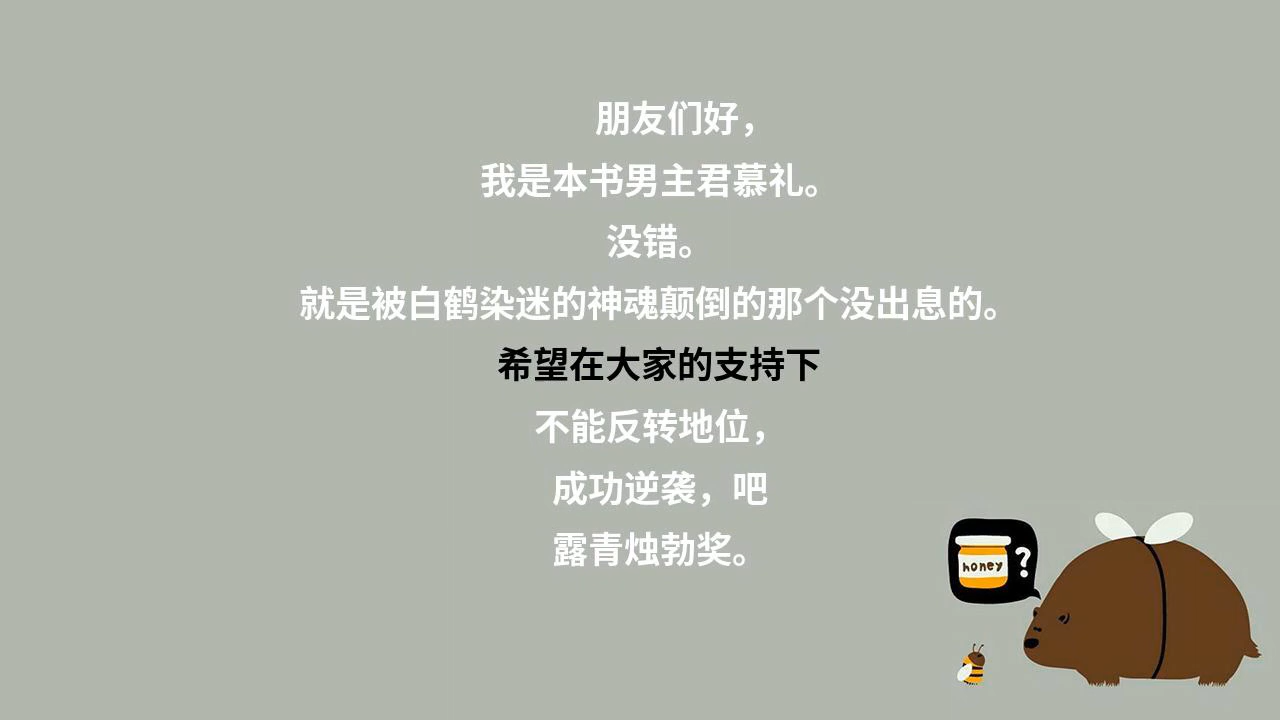 朋友们好，
我是本书男主君慕礼。
没错。
就是被白鹤染迷的神魂颠倒的那个没出息的。
希望在大家的支持下
不能反转地位，
成功逆袭，吧
露青烛勃奖。
honey
?